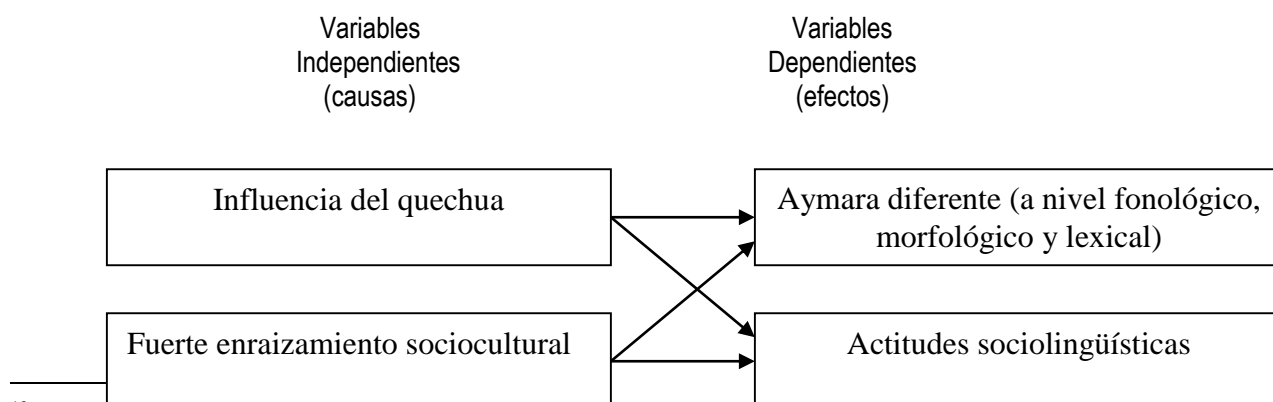 Variables
Independientes
(causas)
Variables
Dependientes
(efectos)
Influencia del quechua
Aymara diferente (a nivel fonológico,
morfológico y lexical)
Fuerte enraizamiento sociocultural
Actitudes sociolingüísticas